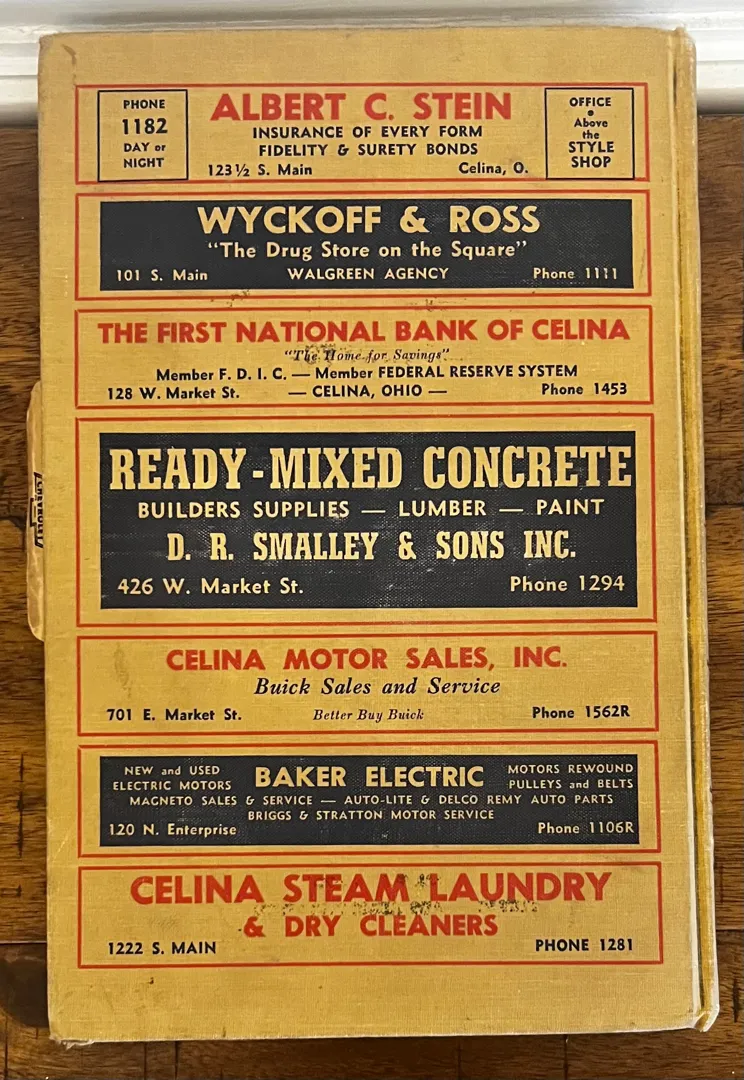 PHONE
1182
DAY or
NIGHT
ALBERT C. STEIN
INSURANCE OF EVERY FORM
FIDELITY & SURETY BONDS
123½ S. Main Celina, O.
OFFICE
•
Above
the
STYLE
SHOP
WYCKOFF & ROSS
"The Drug Store on the Square"
101 S. Main WALGREEN AGENCY Phone 1111
THE FIRST NATIONAL BANK OF CELINA
"The Home for Savings"
Member F. D. I. C. — Member FEDERAL RESERVE SYSTEM
128 W. Market St. — CELINA, OHIO — Phone 1453
READY-MIXED CONCRETE
BUILDERS SUPPLIES — LUMBER — PAINT
D. R. SMALLEY & SONS INC.
426 W. Market St. Phone 1294
CHEVROLET
CELINA MOTOR SALES, INC.
Buick Sales and Service
701 E. Market St. Better Buy Buick Phone 1562R
NEW and USED
ELECTRIC MOTORS
BAKER ELECTRIC
MOTORS REWOUND
PULLEYS and BELTS
MAGNETO SALES & SERVICE — AUTO-LITE & DELCO REMY AUTO PARTS
BRIGGS & STRATTON MOTOR SERVICE
120 N. Enterprise Phone 1106R
CELINA STEAM LAUNDRY
& DRY CLEANERS
1222 S. MAIN PHONE 1281